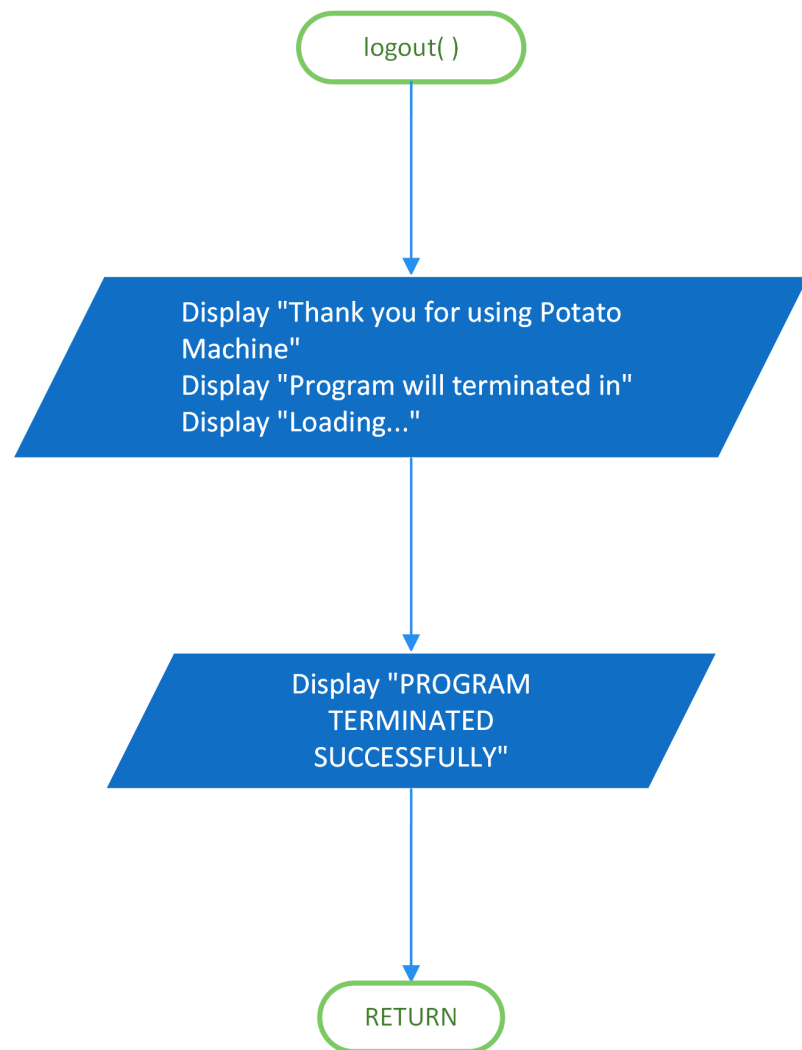 logout( )
Display "Thank you for using Potato
Machine"
Display "Program will terminated in"
Display "Loading..."
Display "PROGRAM
TERMINATED
SUCCESSFULLY"
RETURN